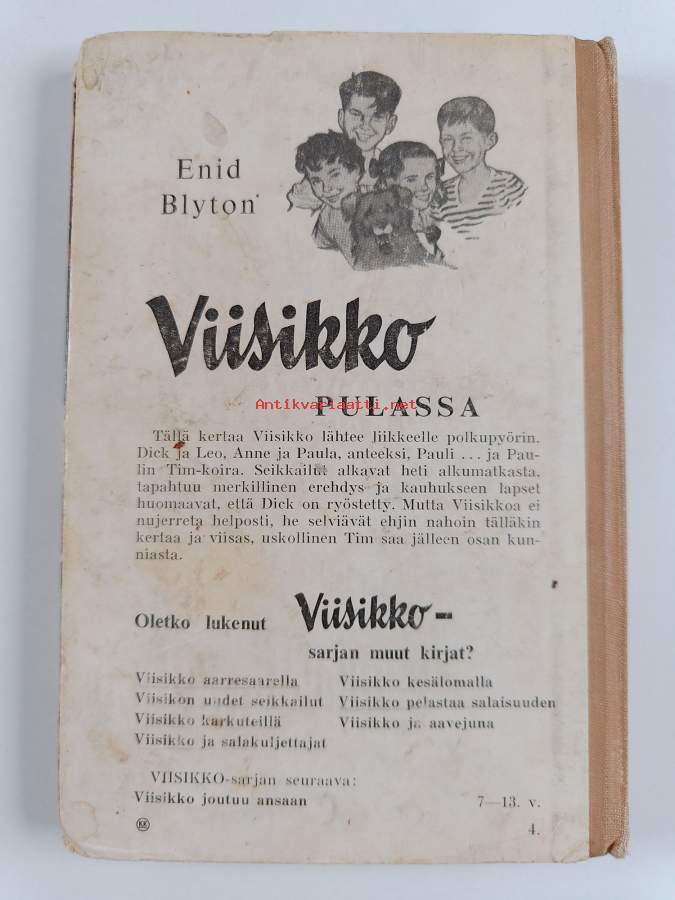 Enid
Blyton
Viisikko
PULASSA
Antikvariaatti.net
Tällä kertaa Viisikko lähtee liikkeelle polkupyörin.
Dick ja Leo, Anne ja Paula, anteeksi, Pauli ... ja Pau-
lin Tim-koira. Seikkailut alkavat heti alkumatkasta,
tapahtuu merkillinen erehdys ja kauhukseen lapset
huomaavat, että Dick on ryöstetty. Mutta Viisikkoa ei
nujerreta helposti, he selviävät ehjin nahoin tälläkin
kertaa ja viisas, uskollinen Tim saa jälleen osan kun-
niasta.
Oletko lukenut Viisikko-
sarjan muut kirjat?
Viisikko aarresaarella Viisikko kesälomalla
Viisikon uudet seikkailut Viisikko pelastaa salaisuuden
Viisikko karkuteillä Viisikko ja aavejuna
Viisikko ja salakuljettajat
VIISIKKO-sarjan seuraava:
Viisikko joutuu ansaan 7—13. v.
KK 4.